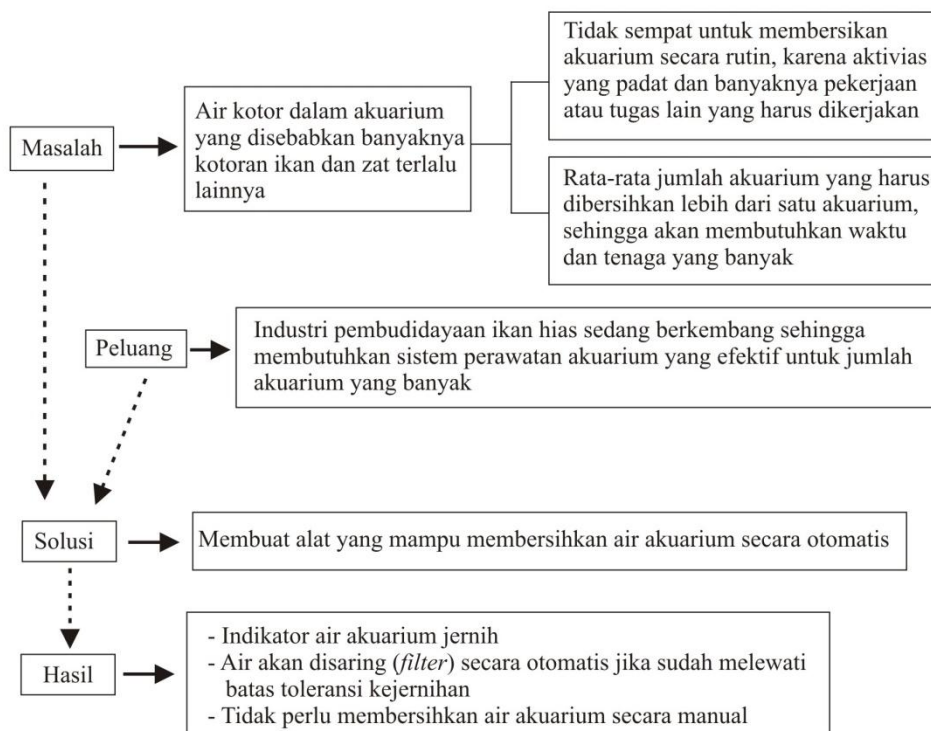 Masalah
Air kotor dalam akuarium
yang disebabkan banyaknya
kotoran ikan dan zat terlalu
lainnya
Tidak sempat untuk membersikan
akuarium secara rutin, karena aktivias
yang padat dan banyaknya pekerjaan
atau tugas lain yang harus dikerjakan
Rata-rata jumlah akuarium yang harus
dibersihkan lebih dari satu akuarium,
sehingga akan membutuhkan waktu
dan tenaga yang banyak
Peluang
Industri pembudidayaan ikan hias sedang berkembang sehingga
membutuhkan sistem perawatan akuarium yang efektif untuk jumlah
akuarium yang banyak
Solusi
Membuat alat yang mampu membersihkan air akuarium secara otomatis
Hasil
- Indikator air akuarium jernih
- Air akan disaring (filter) secara otomatis jika sudah melewati
batas toleransi kejernihan
- Tidak perlu membersihkan air akuarium secara manual